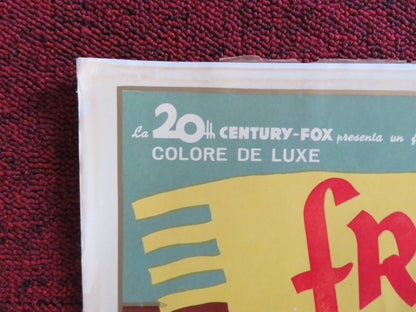 La 20th CENTURY-FOX presenta un
COLORE DE LUXE